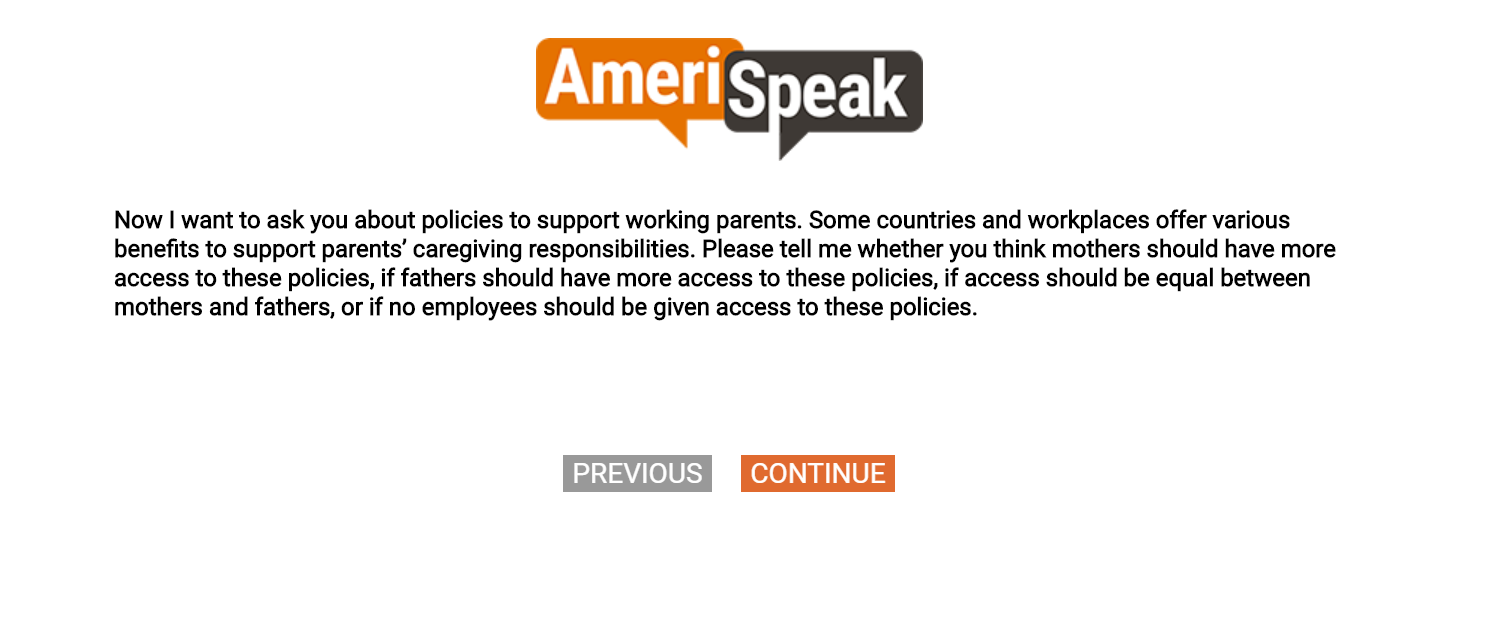 AmeriSpeak
Now I want to ask you about policies to support working parents. Some countries and workplaces offer various
benefits to support parents’ caregiving responsibilities. Please tell me whether you think mothers should have more
access to these policies, if fathers should have more access to these policies, if access should be equal between
mothers and fathers, or if no employees should be given access to these policies.
PREVIOUS CONTINUE